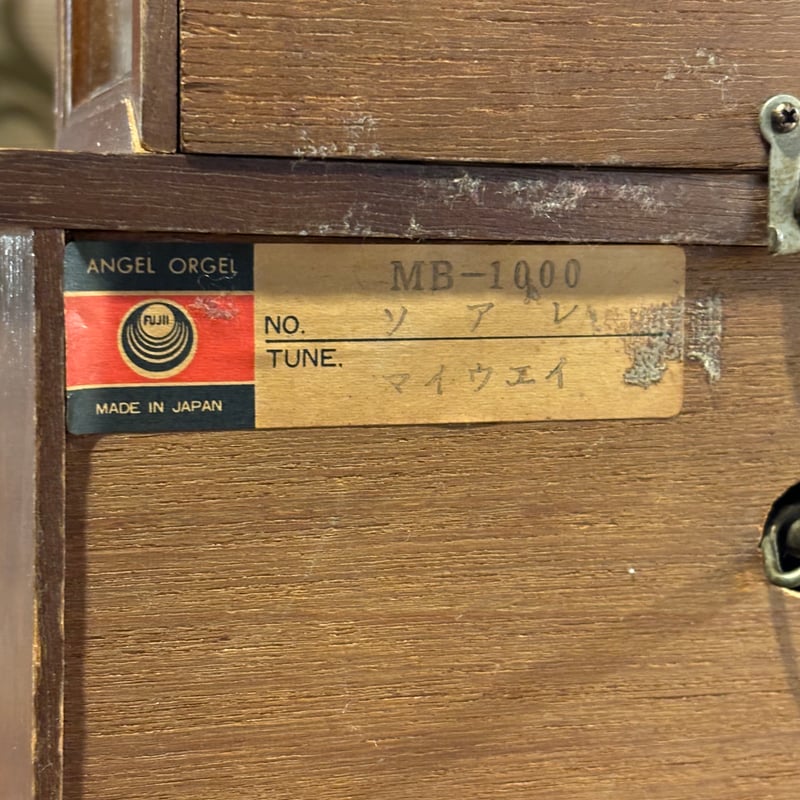 ANGEL ORGEL
FUJII
MADE IN JAPAN
MB-1000
NO. ソアレ
TUNE. マイウエイ